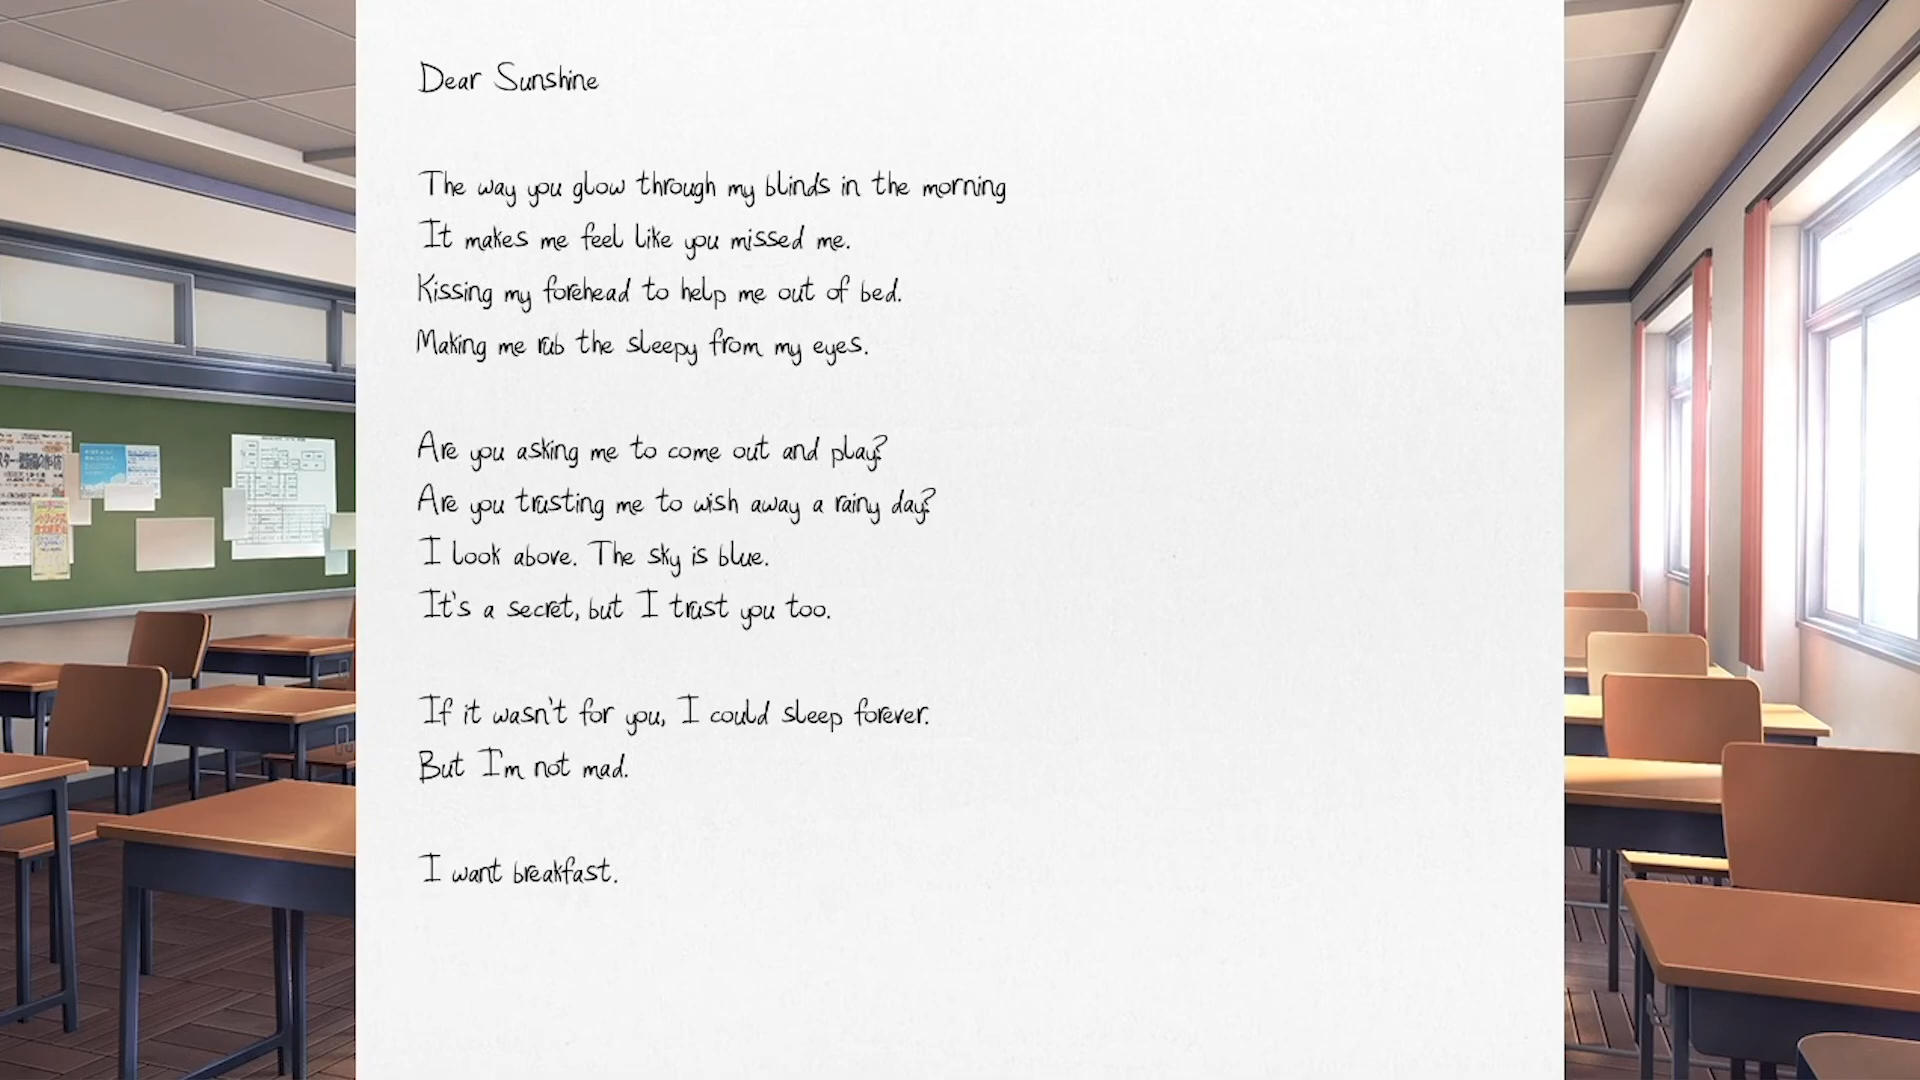 Dear Sunshine
The way you glow through my blinds in the morning
It makes me feel like you missed me.
Kissing my forehead to help me out of bed.
Making me rub the sleepy from my eyes.
Are you asking me to come out and play?
Are you trusting me to wish away a rainy day?
I look above. The sky is blue.
It's a secret, but I trust you too.
If it wasn't for you, I could sleep forever.
But I'm not mad.
I want breakfast.